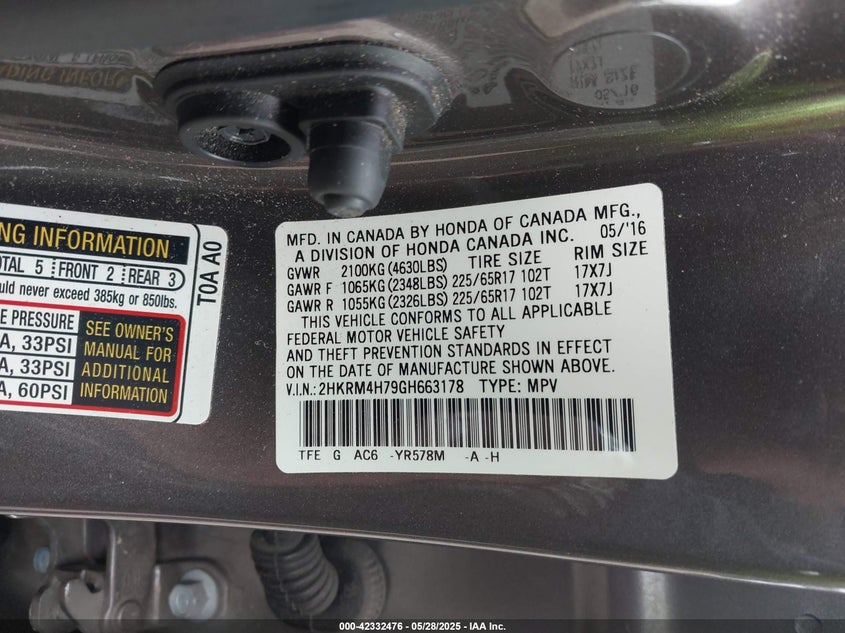 NG INFORMATION
OTAL 5 FRONT 2 REAR 3
uld never exceed 385kg or 850lbs.
E PRESSURE
A, 33PSI
A, 33PSI
A, 60PSI
SEE OWNER'S
MANUAL FOR
ADDITIONAL
INFORMATION
T0A A0
MFD. IN CANADA BY HONDA OF CANADA MFG.,
A DIVISION OF HONDA CANADA INC. 05/'16
GVWR 2100KG(4630LBS) TIRE SIZE RIM SIZE
GAWR F 1065KG(2348LBS) 225/65R17 102T 17X7J
GAWR R 1055KG(2326LBS) 225/65R17 102T 17X7J
THIS VEHICLE CONFORMS TO ALL APPLICABLE
FEDERAL MOTOR VEHICLE SAFETY
AND THEFT PREVENTION STANDARDS IN EFFECT
ON THE DATE OF MANUFACTURE SHOWN ABOVE.
V.I.N.: 2HKRM4H79GH663178 TYPE: MPV
TFE G AC6 -YR578M -A -H
000-42332476 - 05/28/2025 - IAA Inc.